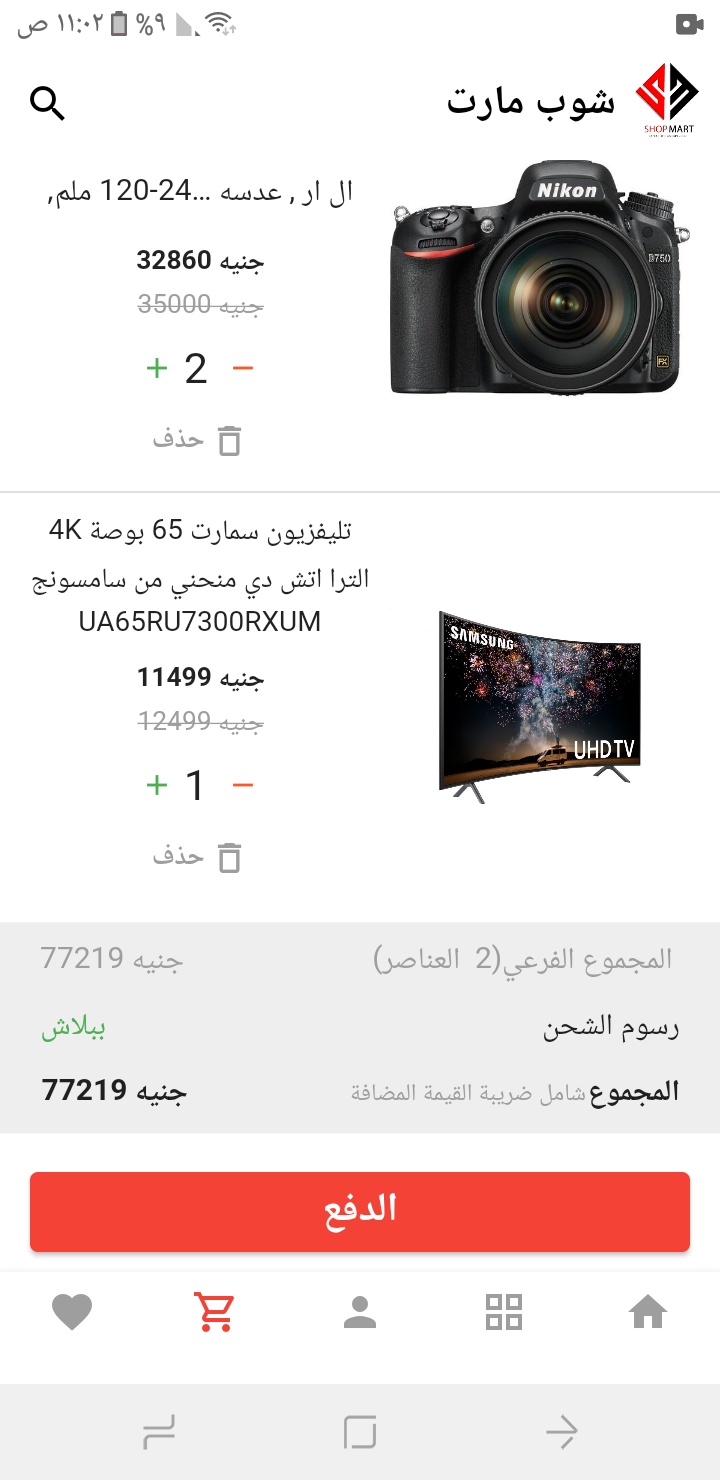 ١١:٠٢ ص
%٩
شوب مارت
SHOP MART
ال ار , عدسه ...24-120 ملم,
32860 جنيه
35000 جنيه
+ 2 −
حذف
Nikon
D750
FX
تليفزيون سمارت 65 بوصة 4K
الترا اتش دي منحني من سامسونج
UA65RU7300RXUM
11499 جنيه
12499 جنيه
+ 1 −
حذف
SAMSUNG
UHD TV
المجموع الفرعي(2 العناصر)
77219 جنيه
رسوم الشحن
ببلاش
المجموع شامل ضريبة القيمة المضافة
77219 جنيه
الدفع